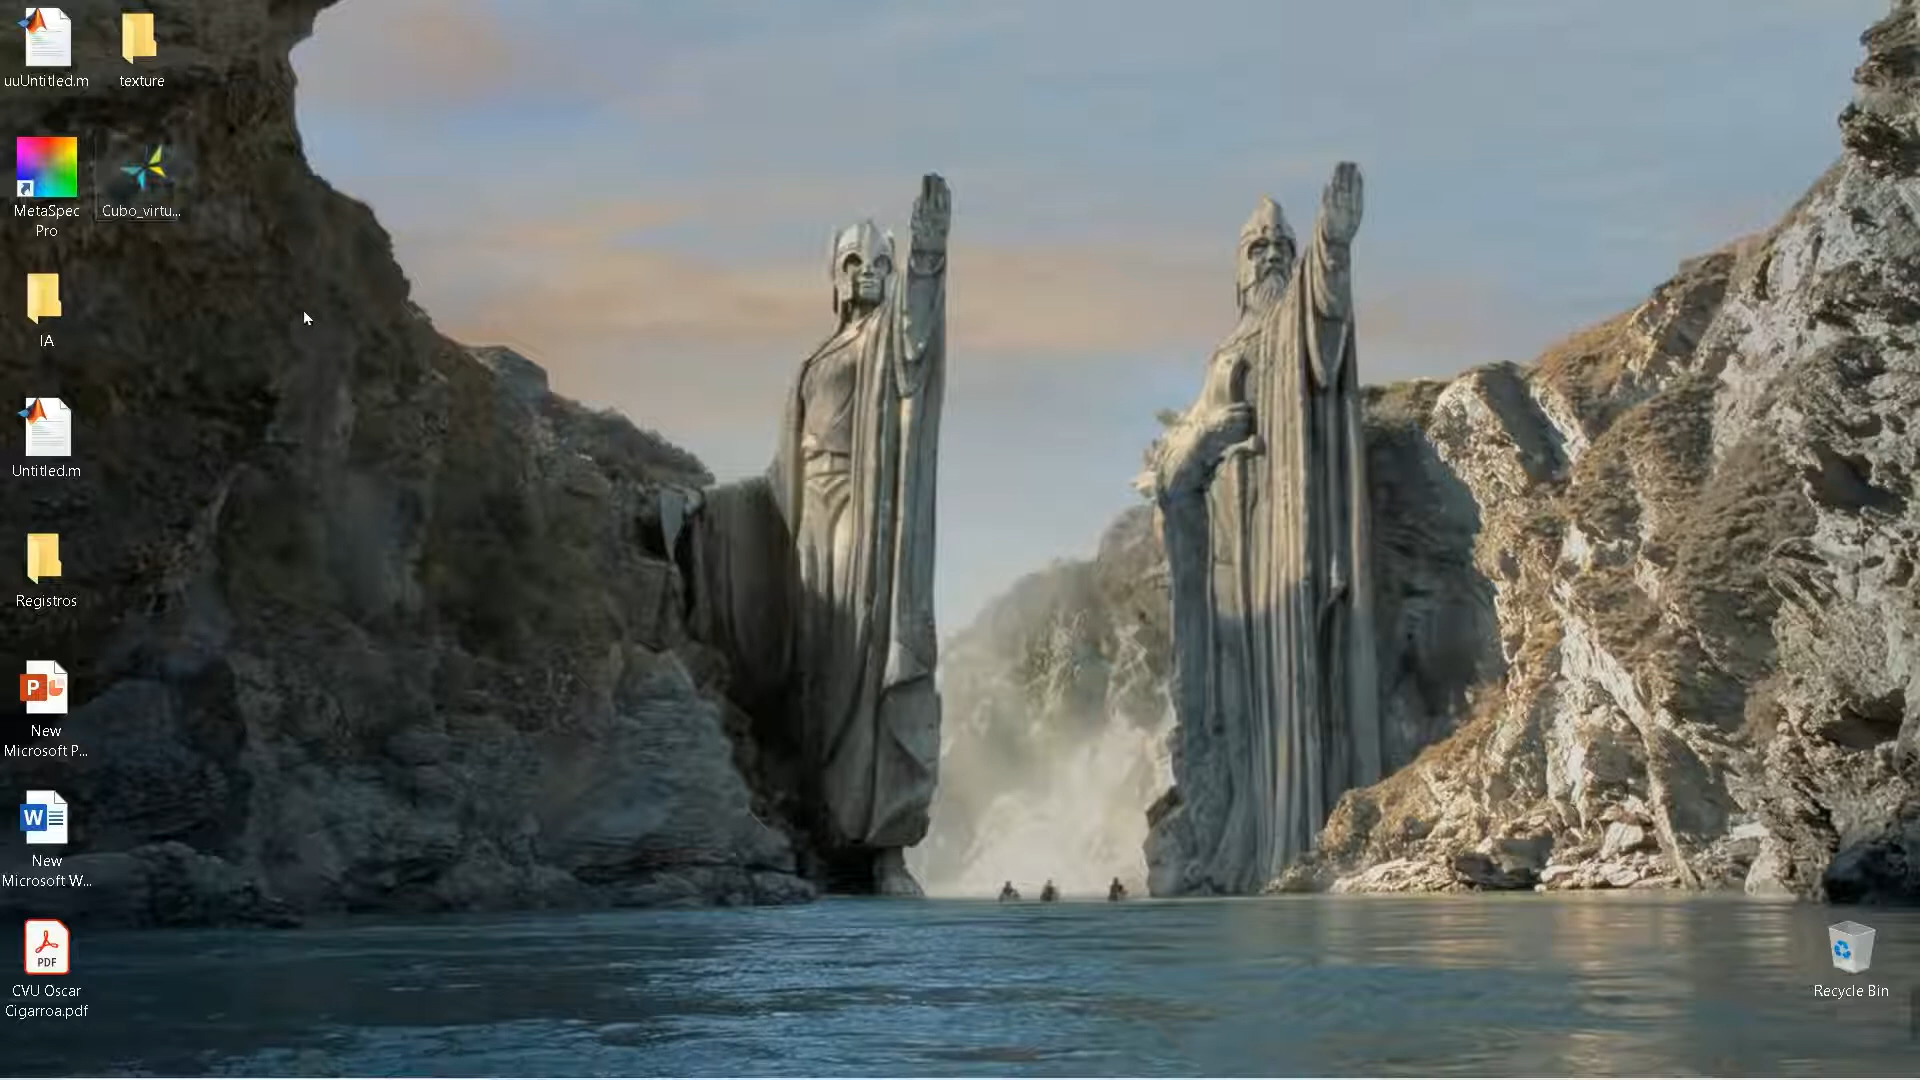 uuUntitled.m
texture
MetaSpec
Pro
Cubo_virtu...
IA
Untitled.m
Registros
P
New
Microsoft P...
W
New
Microsoft W...
PDF
CVU Oscar
Cigarroa.pdf
Recycle Bin